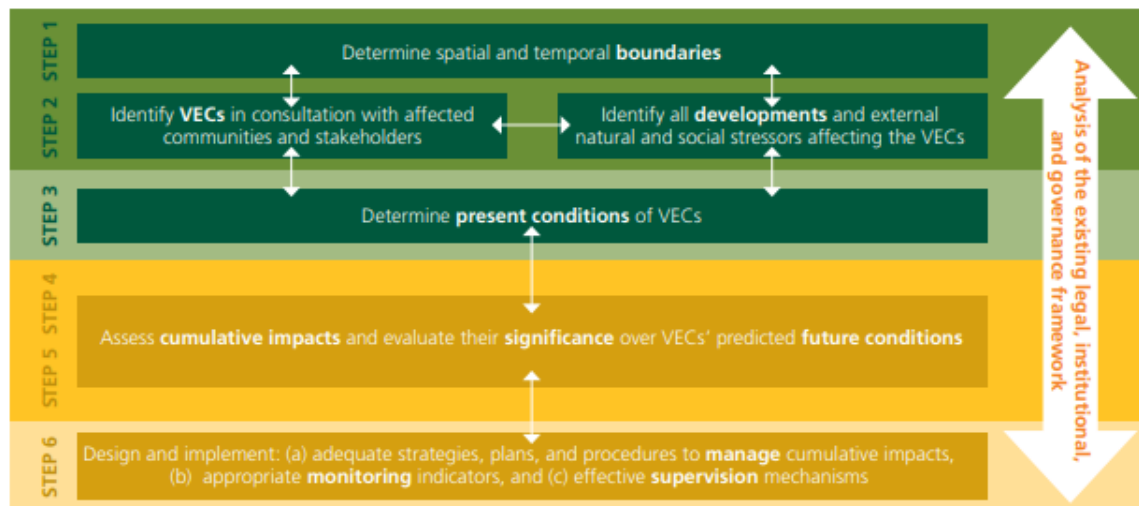 STEP 1
Determine spatial and temporal boundaries
STEP 2
Identify VECs in consultation with affected
communities and stakeholders
Identify all developments and external
natural and social stressors affecting the VECs
STEP 3
Determine present conditions of VECs
STEP 4
STEP 5
Assess cumulative impacts and evaluate their significance over VECs’ predicted future conditions
STEP 6
Design and implement: (a) adequate strategies, plans, and procedures to manage cumulative impacts,
(b) appropriate monitoring indicators, and (c) effective supervision mechanisms
Analysis of the existing legal, institutional,
and governance framework